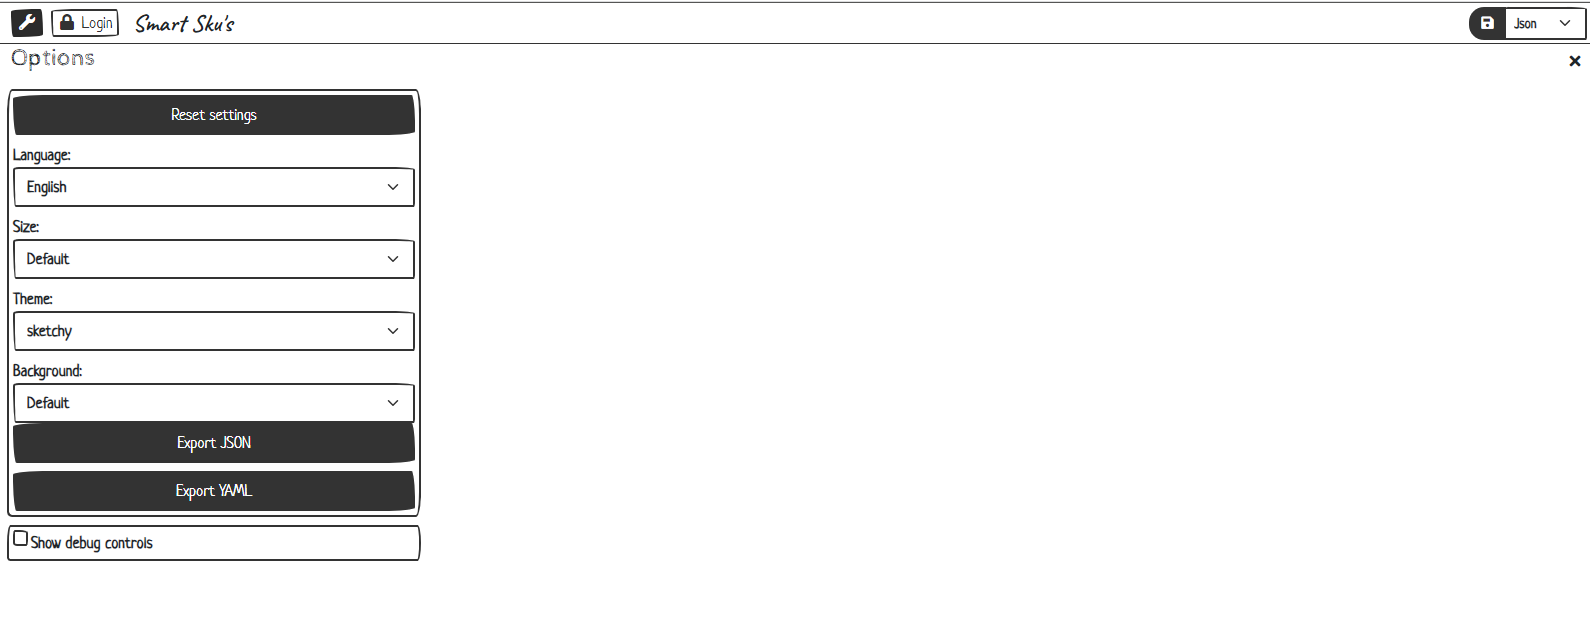 Login Smart Sku's Json
Options
Reset settings
Language:
English
Size:
Default
Theme:
sketchy
Background:
Default
Export JSON
Export YAML
Show debug controls